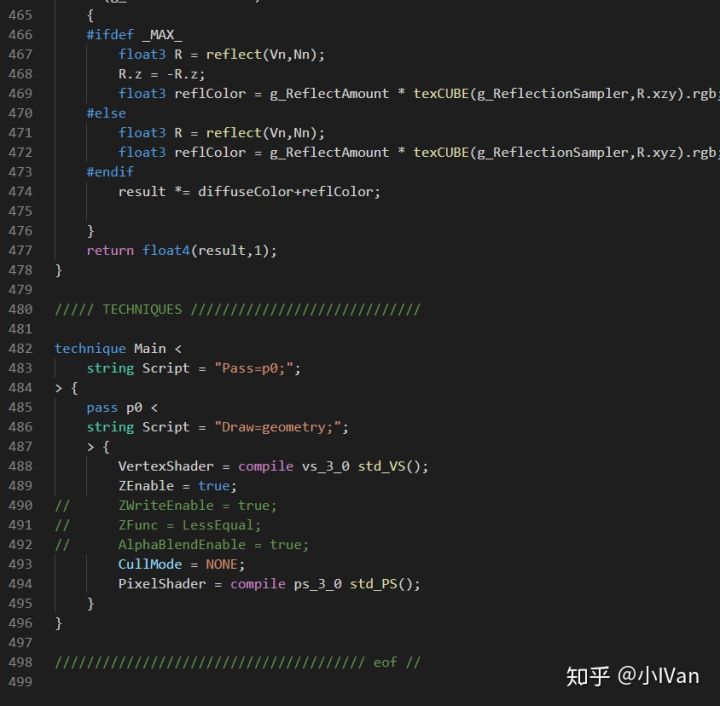 465 {
466 #ifdef _MAX_
467 float3 R = reflect(Vn,Nn);
468 R.z = -R.z;
469 float3 reflColor = g_ReflectAmount * texCUBE(g_ReflectionSampler,R.xzy).rgb;
470 #else
471 float3 R = reflect(Vn,Nn);
472 float3 reflColor = g_ReflectAmount * texCUBE(g_ReflectionSampler,R.xyz).rgb;
473 #endif
474 result *= diffuseColor+reflColor;
475
476 }
477 return float4(result,1);
478 }
479
480 ///// TECHNIQUES /////////////////////////////
481
482 technique Main <
483 string Script = "Pass=p0;";
484 > {
485 pass p0 <
486 string Script = "Draw=geometry;";
487 > {
488 VertexShader = compile vs_3_0 std_VS();
489 ZEnable = true;
490 // ZWriteEnable = true;
491 // ZFunc = LessEqual;
492 // AlphaBlendEnable = true;
493 CullMode = NONE;
494 PixelShader = compile ps_3_0 std_PS();
495 }
496 }
497
498 /////////////////////////////////////// eof //
499
知乎 @小IVan